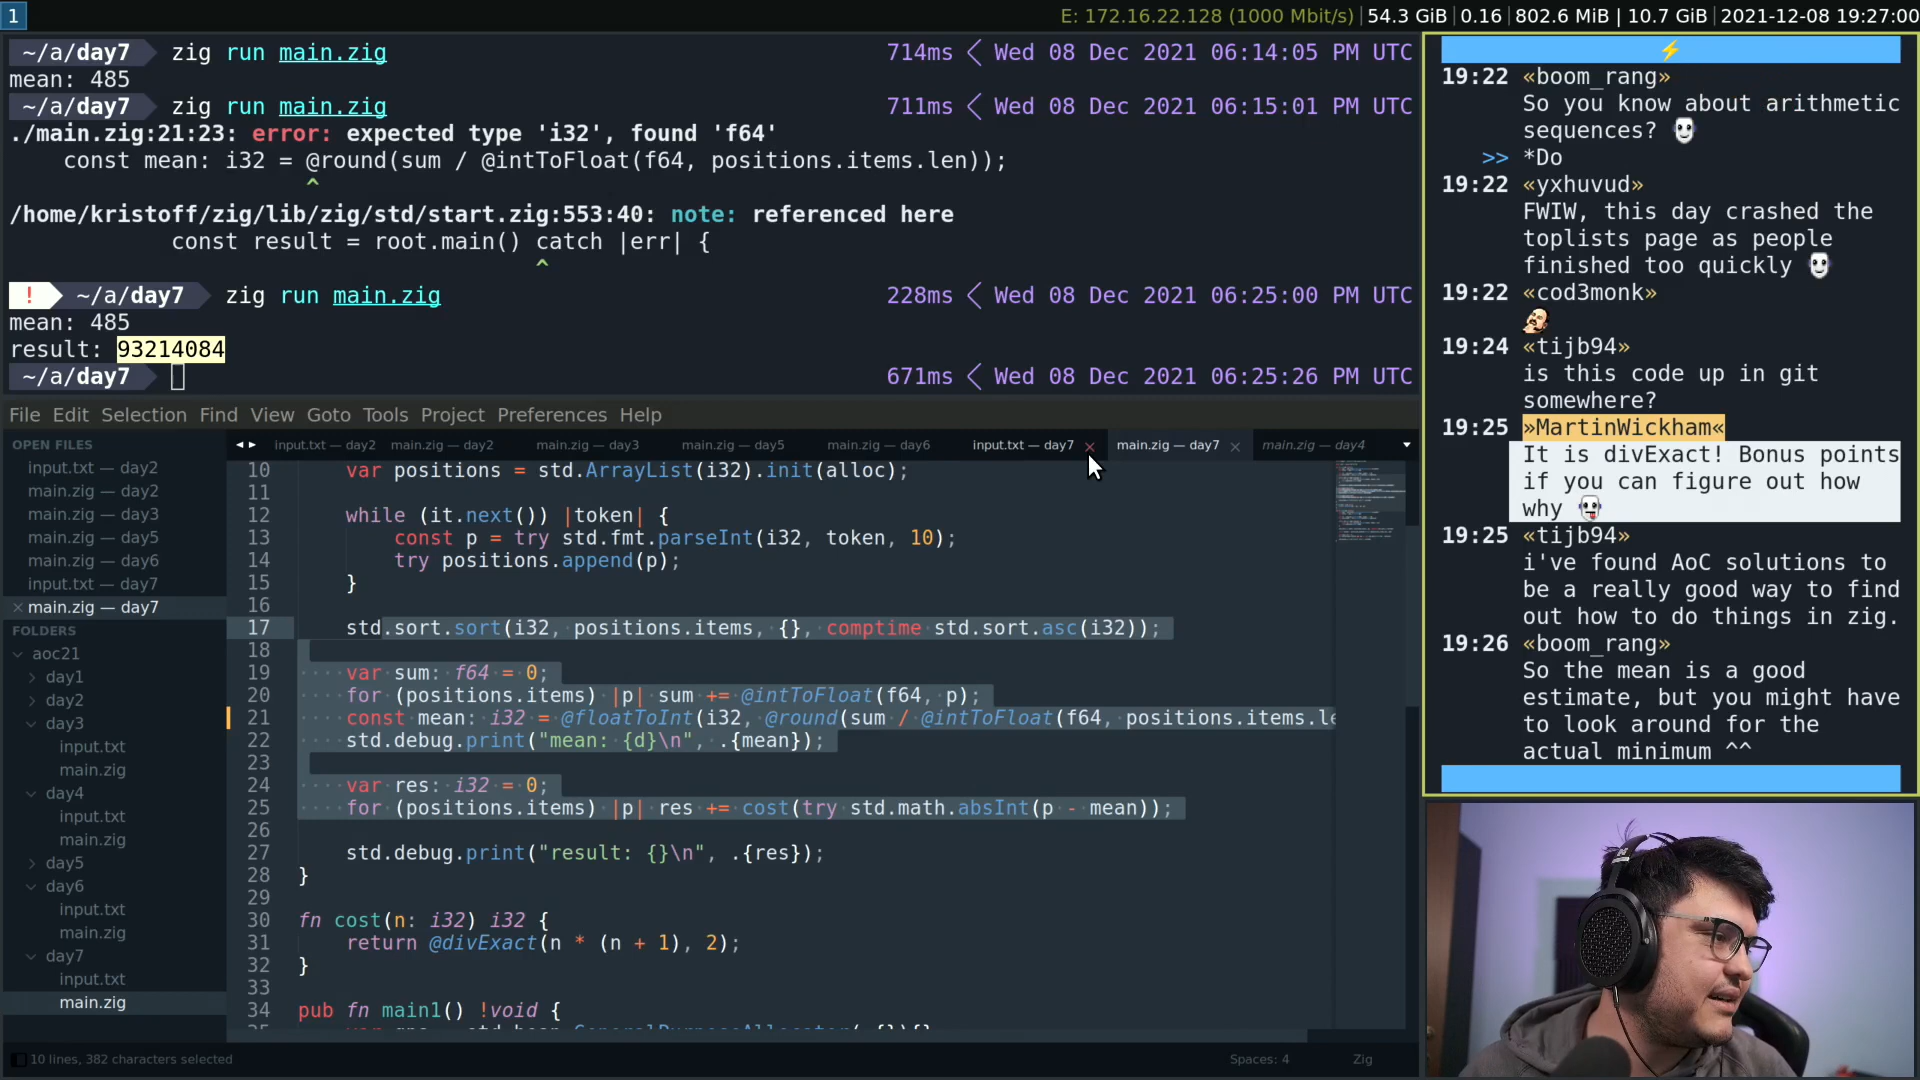 1
E: 172.16.22.128 (1000 Mbit/s)|54.3 GiB|0.16|802.6 MiB | 10.7 GiB|2021-12-08 19:27:00
~/a/day7 zig run main.zig 714ms < Wed 08 Dec 2021 06:14:05 PM UTC
mean: 485
~/a/day7 zig run main.zig 711ms < Wed 08 Dec 2021 06:15:01 PM UTC
./main.zig:21:23: error: expected type 'i32', found 'f64'
    const mean: i32 = @round(sum / @intToFloat(f64, positions.items.len));
^
/home/kristoff/zig/lib/zig/std/start.zig:553:40: note: referenced here
            const result = root.main() catch |err| {
^
! ~/a/day7 zig run main.zig 228ms < Wed 08 Dec 2021 06:25:00 PM UTC
mean: 485
result: 93214084
~/a/day7 671ms < Wed 08 Dec 2021 06:25:26 PM UTC
File Edit Selection Find View Goto Tools Project Preferences Help
OPEN FILES
input.txt — day2
main.zig — day2
main.zig — day3
main.zig — day5
main.zig — day6
input.txt — day7
× main.zig — day7
FOLDERS
aoc21
day1
day2
day3
input.txt
main.zig
day4
input.txt
main.zig
day5
day6
input.txt
main.zig
day7
input.txt
main.zig
input.txt — day2 main.zig — day2 main.zig — day3 main.zig — day5 main.zig — day6 input.txt — day7 × main.zig — day7 × main.zig — day4
10     var positions = std.ArrayList(i32).init(alloc);
11
12     while (it.next()) |token| {
13         const p = try std.fmt.parseInt(i32, token, 10);
14         try positions.append(p);
15     }
16
17     std.sort.sort(i32, positions.items, {}, comptime std.sort.asc(i32));
18
19     var sum: f64 = 0;
20     for (positions.items) |p| sum += @intToFloat(f64, p);
21     const mean: i32 = @floatToInt(i32, @round(sum / @intToFloat(f64, positions.items.le
22     std.debug.print("mean: {d}\n", .{mean});
23
24     var res: i32 = 0;
25     for (positions.items) |p| res += cost(try std.math.absInt(p - mean));
26
27     std.debug.print("result: {}\n", .{res});
28 }
29
30 fn cost(n: i32) i32 {
31     return @divExact(n * (n + 1), 2);
32 }
33
34 pub fn main1() !void {
10 lines, 382 characters selected
Spaces: 4 Zig
19:22 «boom_rang»
So you know about arithmetic
sequences?
>> *Do
19:22 «yxhuvud»
FWIW, this day crashed the
toplists page as people
finished too quickly
19:22 «cod3monk»
19:24 «tijb94»
is this code up in git
somewhere?
19:25 »MartinWickham«
It is divExact! Bonus points
if you can figure out how
why
19:25 «tijb94»
i've found AoC solutions to
be a really good way to find
out how to do things in zig.
19:26 «boom_rang»
So the mean is a good
estimate, but you might have
to look around for the
actual minimum ^^